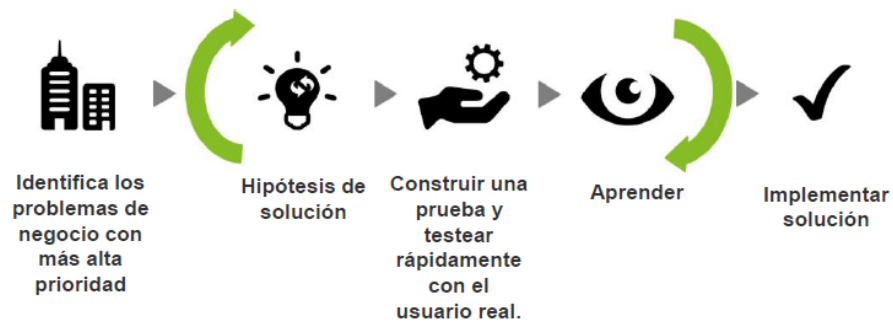 Identifica los
problemas de
negocio con
más alta
prioridad
Hipótesis de
solución
Construir una
prueba y
testear
rápidamente
con el
usuario real.
Aprender
Implementar
solución